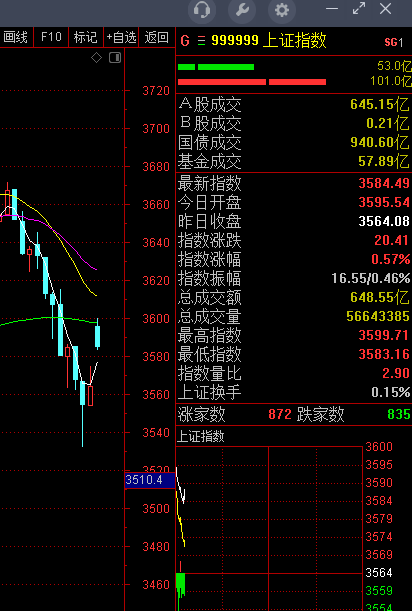 画线 F10 标记 +自选 返回
G 999999 上证指数 SG1
53.0亿
101.0亿
A股成交 645.15亿
B股成交 0.21亿
国债成交 940.60亿
基金成交 57.89亿
最新指数 3584.49
今日开盘 3595.54
昨日收盘 3564.08
指数涨跌 20.41
指数涨幅 0.57%
指数振幅 16.55/0.46%
总成交额 648.55亿
总成交量 56643385
最高指数 3599.71
最低指数 3583.16
指数量比 2.90
上证换手 0.15%
涨家数 872 跌家数 835
上证指数
3720
3700
3680
3660
3640
3620
3600
3580
3560
3540
3520
3510.4
3500
3480
3460
3600
3595
3590
3584
3579
3574
3569
3564
3559
3554